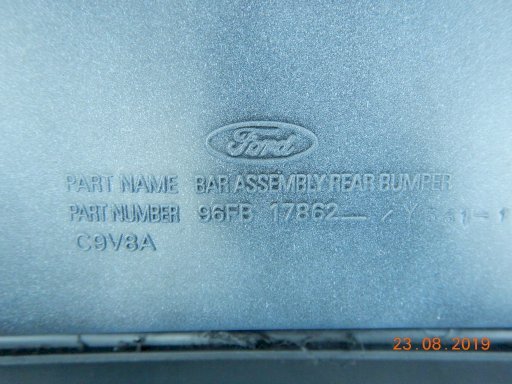 Ford
PART NAME BAR ASSEMBLY REAR BUMPER
PART NUMBER 96FB 17862
C9V8A
23.08.2019